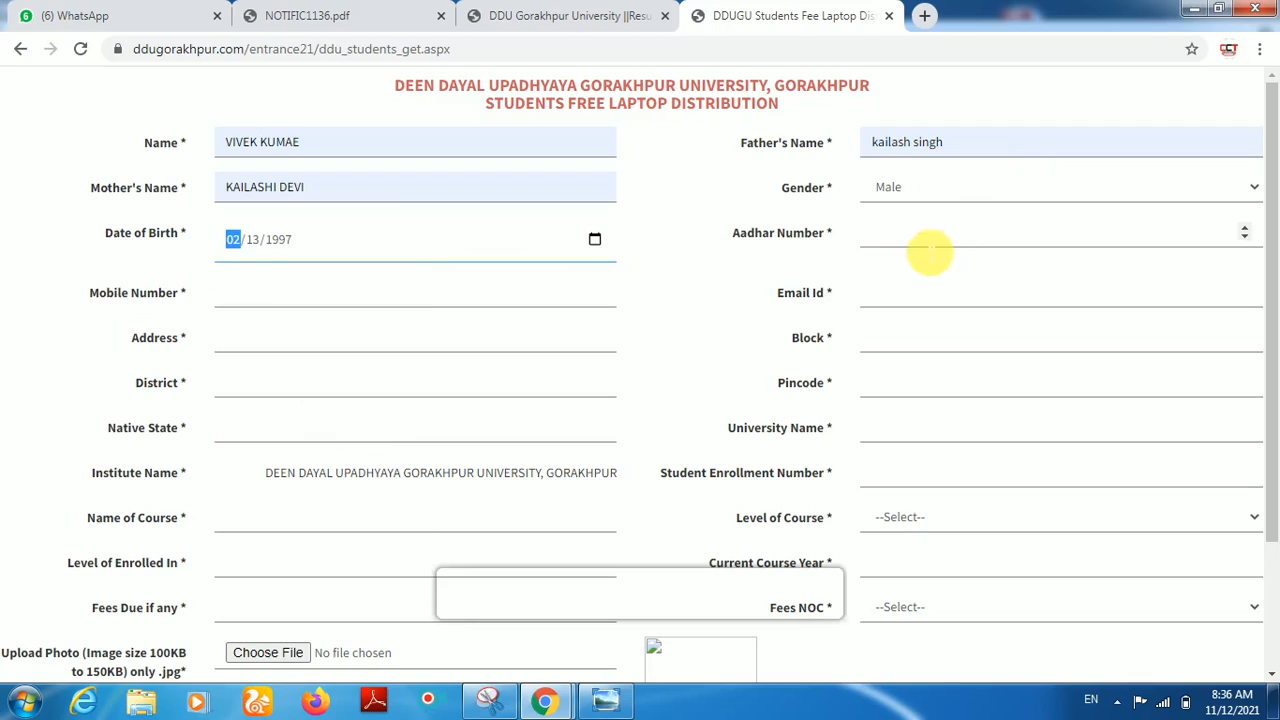 (6) WhatsApp
NOTIFIC1136.pdf
DDU Gorakhpur University ||Resu
DDUGU Students Fee Laptop Dist
ddugorakhpur.com/entrance21/ddu_students_get.aspx
CCT
DEEN DAYAL UPADHYAYA GORAKHPUR UNIVERSITY, GORAKHPUR
STUDENTS FREE LAPTOP DISTRIBUTION
Name * VIVEK KUMAE Father's Name * kailash singh
Mother's Name * KAILASHI DEVI Gender * Male
Date of Birth * 02/13/1997 Aadhar Number *
Mobile Number * Email Id *
Address * Block *
District * Pincode *
Native State * University Name *
Institute Name * DEEN DAYAL UPADHYAYA GORAKHPUR UNIVERSITY, GORAKHPUR Student Enrollment Number *
Name of Course * Level of Course * --Select--
Level of Enrolled In * Current Course Year *
Fees Due if any * Fees NOC * --Select--
Upload Photo (Image size 100KB
to 150KB) only .jpg* Choose File No file chosen
EN 8:36 AM
11/12/2021